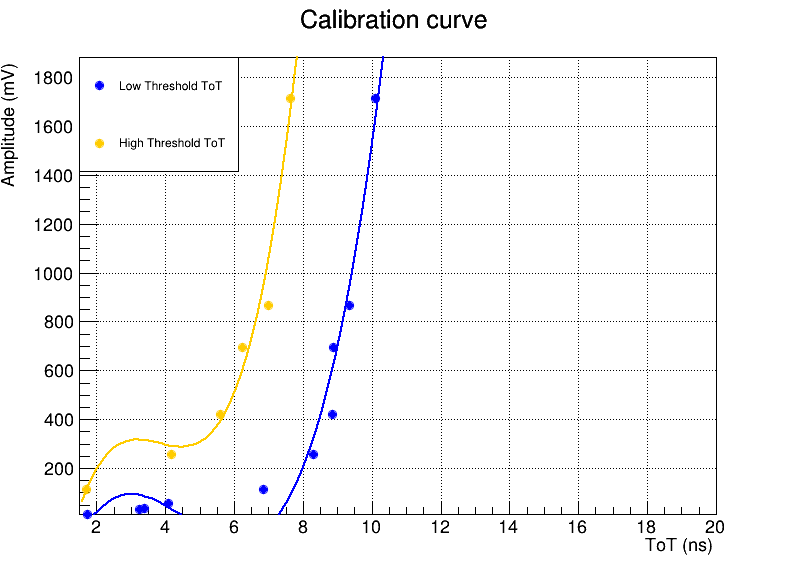 Calibration curve
Amplitude (mV)
Low Threshold ToT
High Threshold ToT
1800
1600
1400
1200
1000
800
600
400
200
2 4 6 8 10 12 14 16 18 20
ToT (ns)